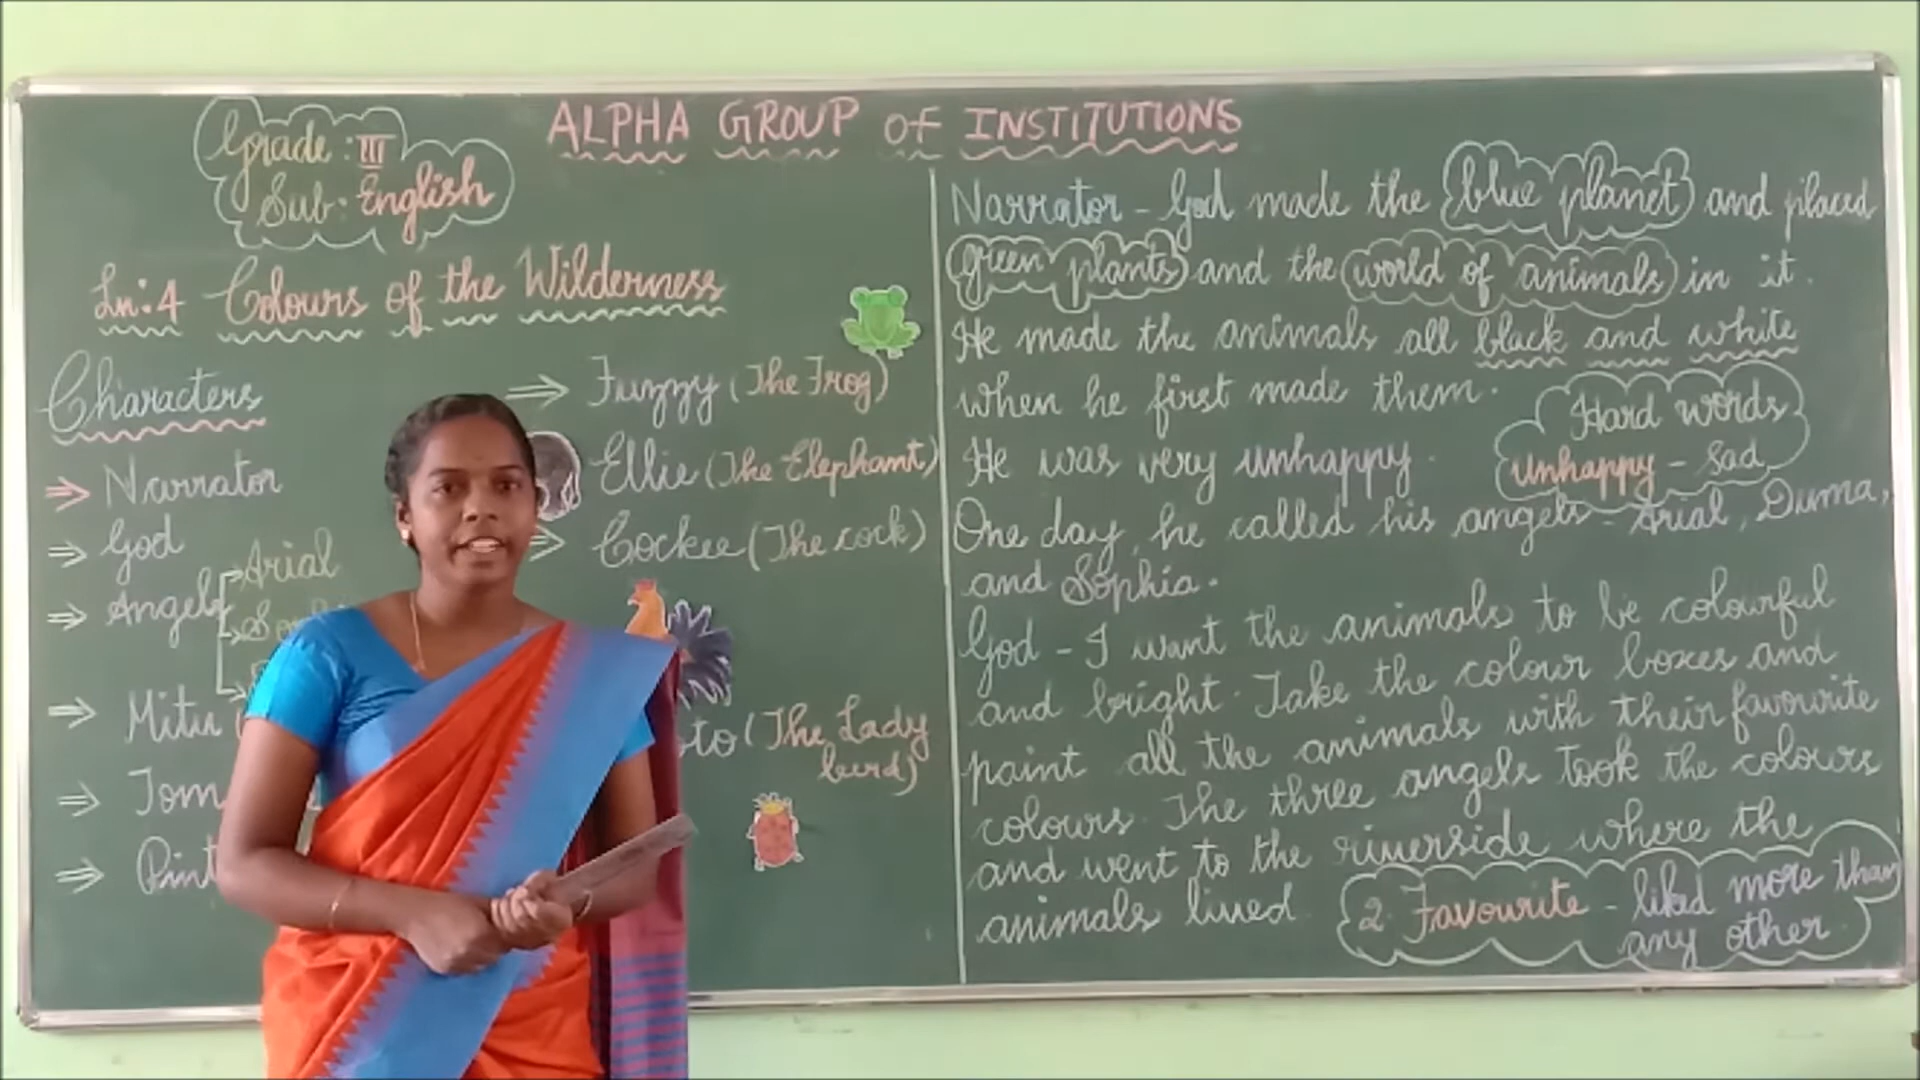 ALPHA GROUP of INSTITUTIONS
Grade : III
Sub : English
Ln:4 Colours of the Wilderness
Characters
⇒ Narrator
⇒ God
⇒ Angels
Arial
⇒ Mitu
⇒
⇒
⇒ Fuzzy (The Frog)
Ellie (The Elephant)
⇒ Cockee (The cock)
(The Lady
bird)
Narrator - God made the blue planet and placed
green plants and the world of animals in it.
He made the animals all black and white
when he first made them.
He was very unhappy.
Hard words
Unhappy - Sad
One day, he called his angels - Arial, Duma,
and Sophia.
God - I want the animals to be colourful
and bright. Take the colour boxes and
paint all the animals with their favourite
colours. The three angels took the colours
and went to the riverside where the
animals lived.
2. Favourite - liked more than
any other.